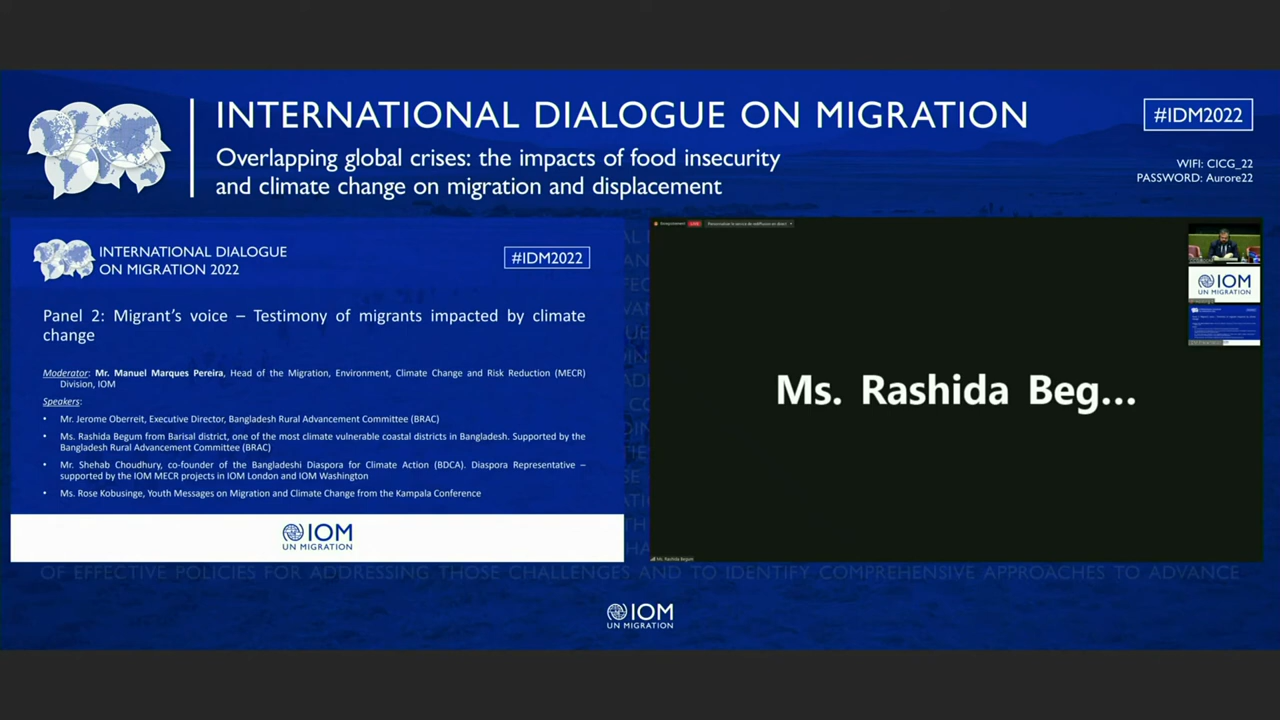 INTERNATIONAL DIALOGUE ON MIGRATION
Overlapping global crises: the impacts of food insecurity
and climate change on migration and displacement
#IDM2022
WIFI: CICG_22
PASSWORD: Aurore22
INTERNATIONAL DIALOGUE
ON MIGRATION 2022
#IDM2022
Panel 2: Migrant's voice – Testimony of migrants impacted by climate
change
Moderator: Mr. Manuel Marques Pereira, Head of the Migration, Environment, Climate Change and Risk Reduction (MECR)
Division, IOM
Speakers:
• Mr. Jerome Oberreit, Executive Director, Bangladesh Rural Advancement Committee (BRAC)
• Ms. Rashida Begum from Barisal district, one of the most climate vulnerable coastal districts in Bangladesh. Supported by the
Bangladesh Rural Advancement Committee (BRAC)
• Mr. Shehab Choudhury, co-founder of the Bangladeshi Diaspora for Climate Action (BDCA). Diaspora Representative –
supported by the IOM MECR projects in IOM London and IOM Washington
• Ms. Rose Kobusinge, Youth Messages on Migration and Climate Change from the Kampala Conference
IOM
UN MIGRATION
LIVE
IOM
UN MIGRATION
Ms. Rashida Beg...
Ms. Rashida Begum
OF EFFECTIVE POLICIES FOR ADDRESSING THOSE CHALLENGES AND TO IDENTIFY COMPREHENSIVE APPROACHES TO ADVANCE
IOM
UN MIGRATION